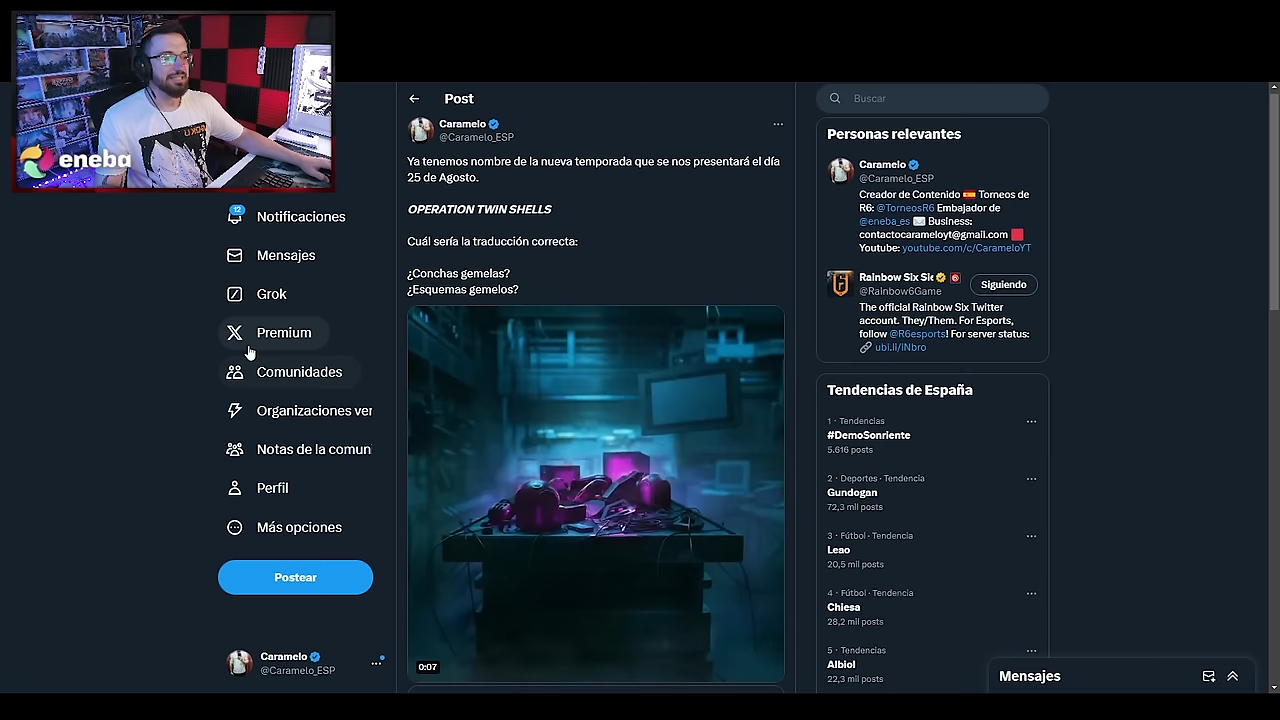 eneba
12
Notificaciones
Mensajes
Grok
Premium
Comunidades
Organizaciones ver
Notas de la comun
Perfil
Más opciones
Postear
Caramelo
@Caramelo_ESP
Post
Caramelo
@Caramelo_ESP
Ya tenemos nombre de la nueva temporada que se nos presentará el día
25 de Agosto.
OPERATION TWIN SHELLS
Cuál sería la traducción correcta:
¿Conchas gemelas?
¿Esquemas gemelos?
0:07
Buscar
Personas relevantes
Caramelo
@Caramelo_ESP
Creador de Contenido 🇪🇸 Torneos de
R6: @TorneosR6 Embajador de
@eneba_es ✉️ Business:
contactocarameloyt@gmail.com 🟥
Youtube: youtube.com/c/CarameloYT
Rainbow Six Sie
@Rainbow6Game
Siguiendo
The official Rainbow Six Twitter
account. They/Them. For Esports,
follow @R6esports! For server status:
🔗 ubi.li/lNbro
Tendencias de España
1 · Tendencias
#DemoSonriente
5.616 posts
2 · Deportes · Tendencia
Gundogan
72,3 mil posts
3 · Fútbol · Tendencia
Leao
20,5 mil posts
4 · Fútbol · Tendencia
Chiesa
28,2 mil posts
5 · Tendencias
Albiol
22,3 mil posts
Mensajes